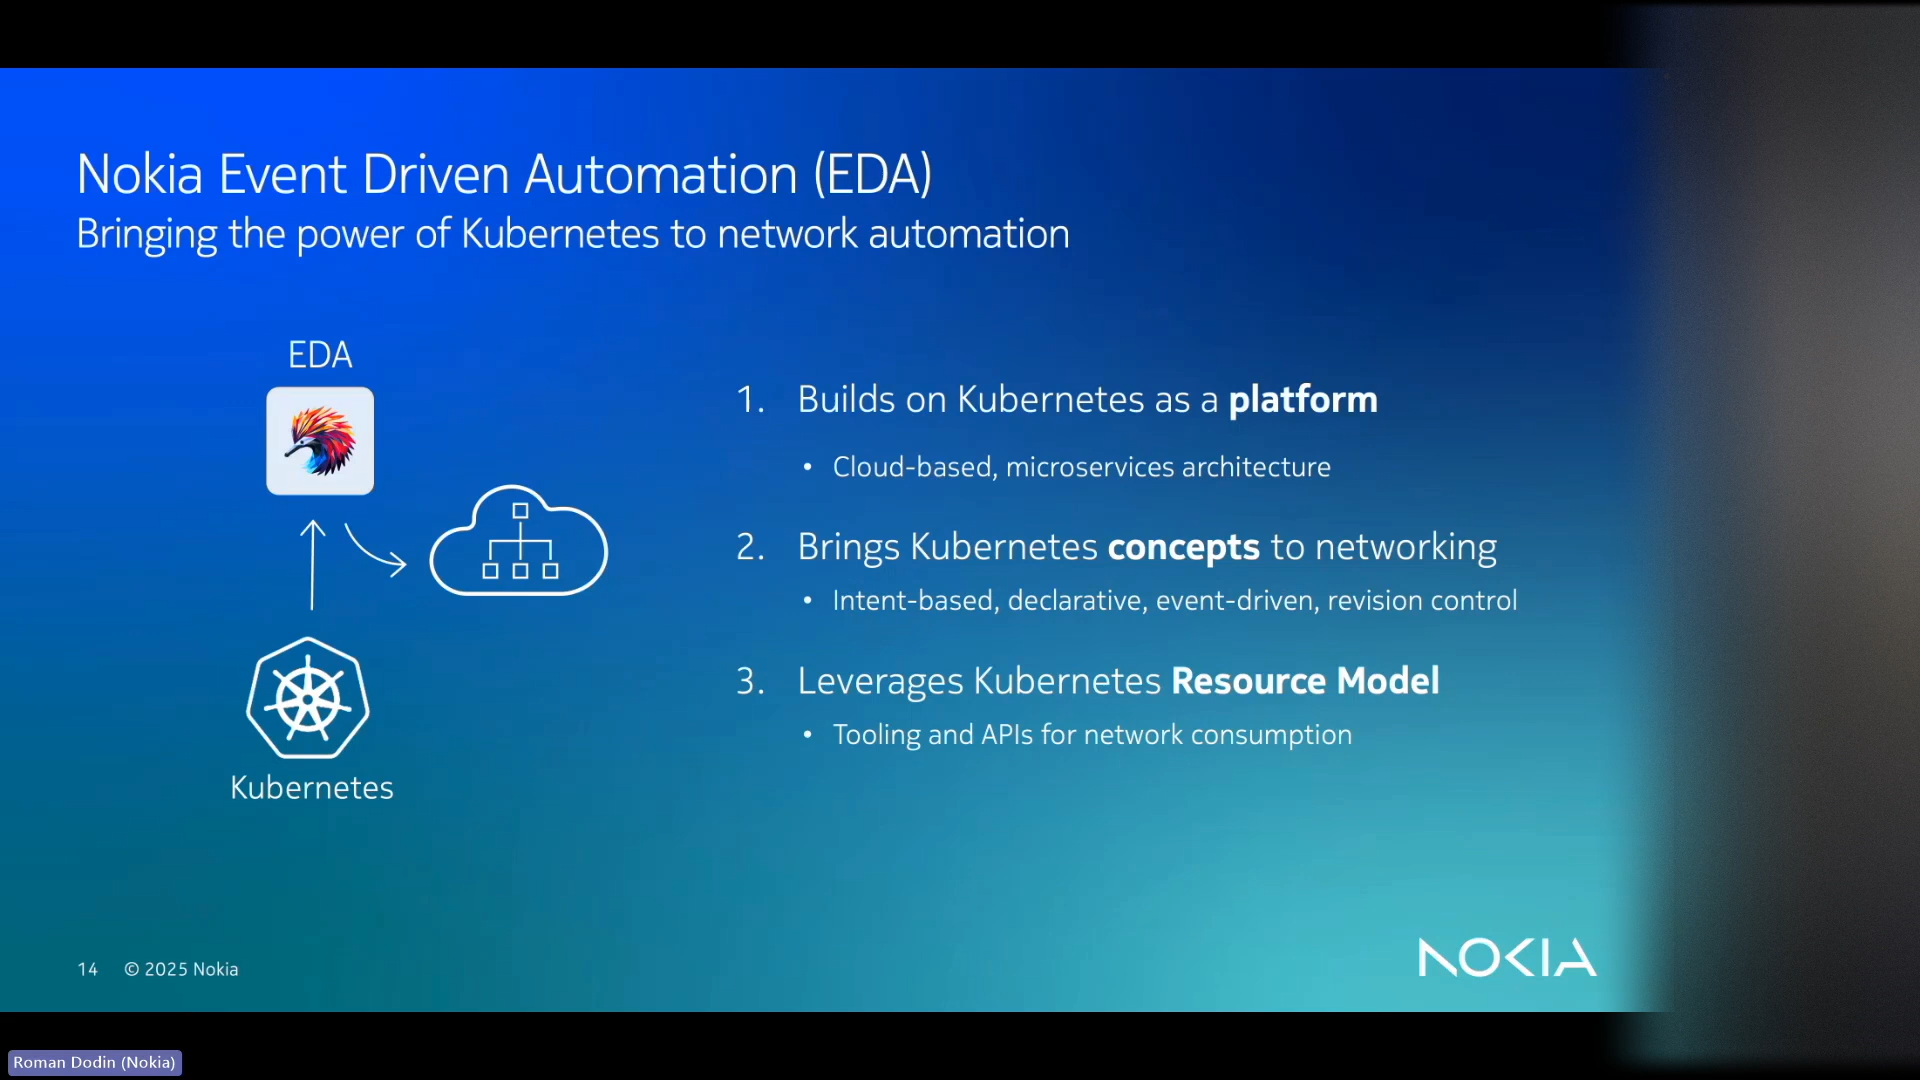 Nokia Event Driven Automation (EDA)
Bringing the power of Kubernetes to network automation
EDA
Kubernetes
1. Builds on Kubernetes as a platform
• Cloud-based, microservices architecture
2. Brings Kubernetes concepts to networking
• Intent-based, declarative, event-driven, revision control
3. Leverages Kubernetes Resource Model
• Tooling and APIs for network consumption
14 © 2025 Nokia
NOKIA
Roman Dodin (Nokia)